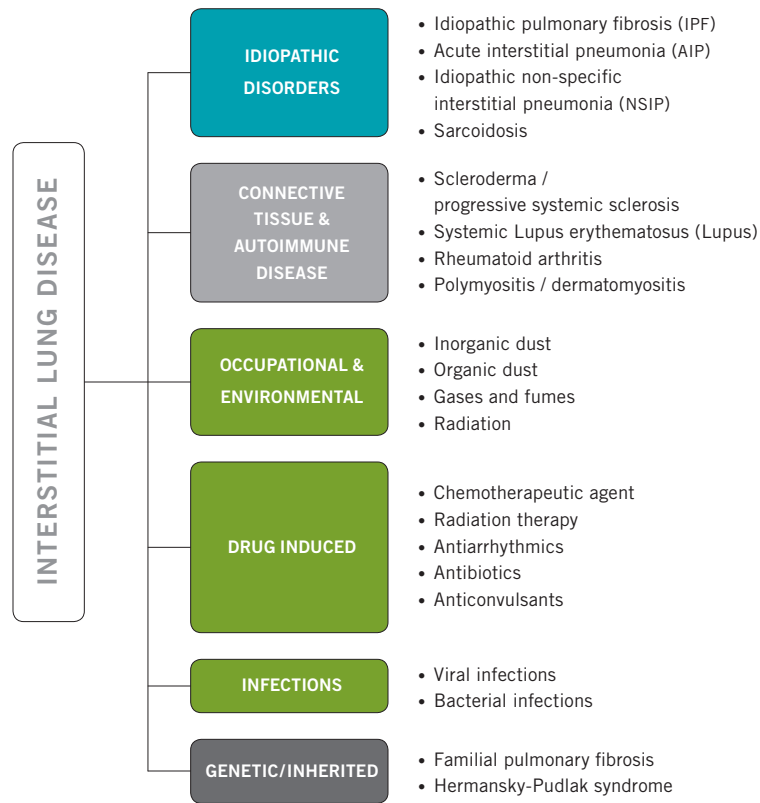 INTERSTITIAL LUNG DISEASE
IDIOPATHIC
DISORDERS
• Idiopathic pulmonary fibrosis (IPF)
• Acute interstitial pneumonia (AIP)
• Idiopathic non-specific
interstitial pneumonia (NSIP)
• Sarcoidosis
CONNECTIVE
TISSUE &
AUTOIMMUNE
DISEASE
• Scleroderma /
progressive systemic sclerosis
• Systemic Lupus erythematosus (Lupus)
• Rheumatoid arthritis
• Polymyositis / dermatomyositis
OCCUPATIONAL &
ENVIRONMENTAL
• Inorganic dust
• Organic dust
• Gases and fumes
• Radiation
DRUG INDUCED
• Chemotherapeutic agent
• Radiation therapy
• Antiarrhythmics
• Antibiotics
• Anticonvulsants
INFECTIONS
• Viral infections
• Bacterial infections
GENETIC/INHERITED
• Familial pulmonary fibrosis
• Hermansky-Pudlak syndrome